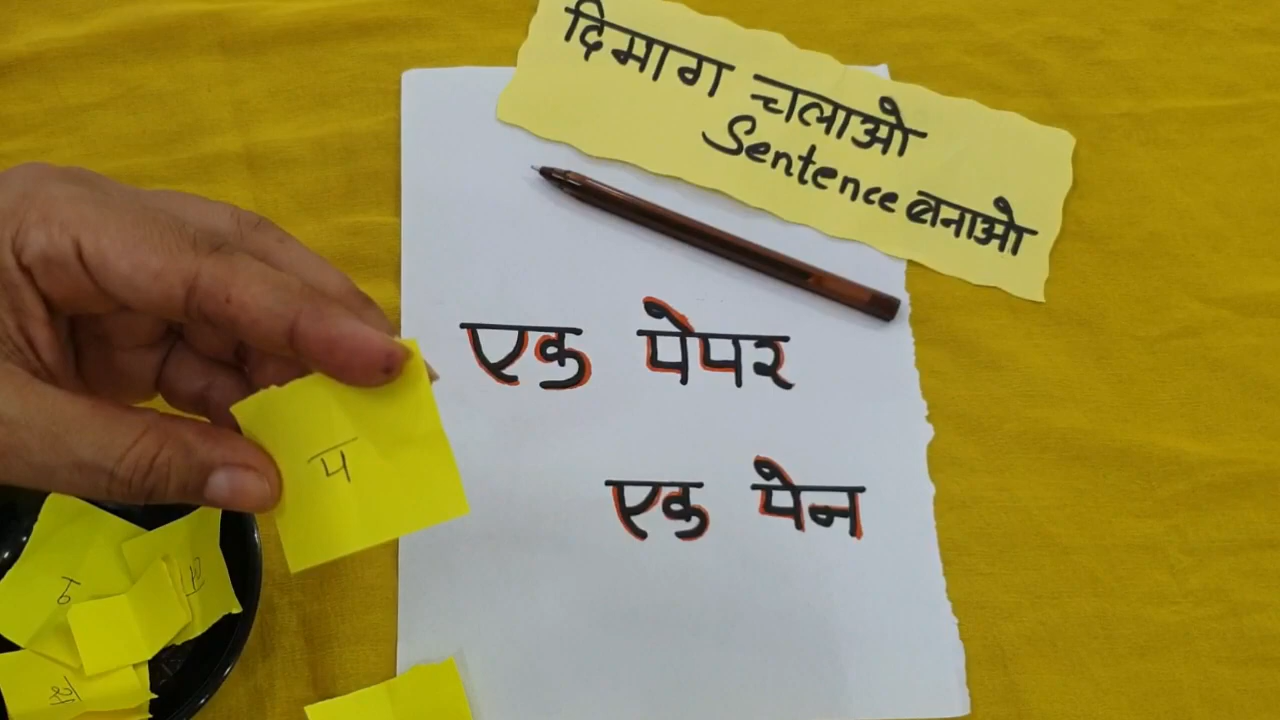 दिमाग चलाओ
Sentence बनाओ
एक पेपर
एक पेन
प